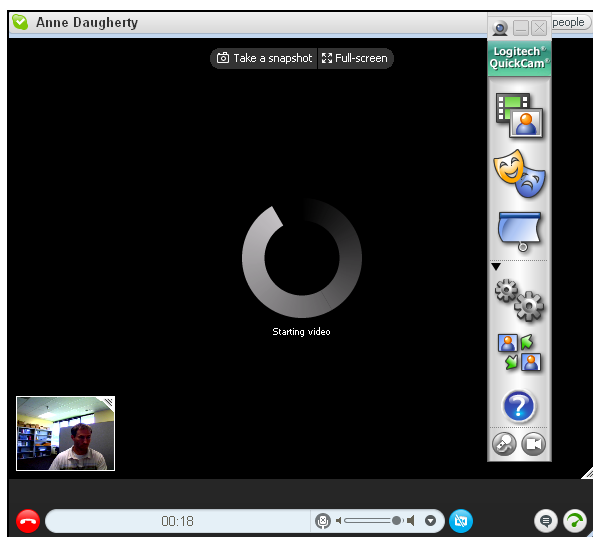 Anne Daugherty
people
Take a snapshot
Full-screen
Logitech®
QuickCam®
Starting video
?
00:18